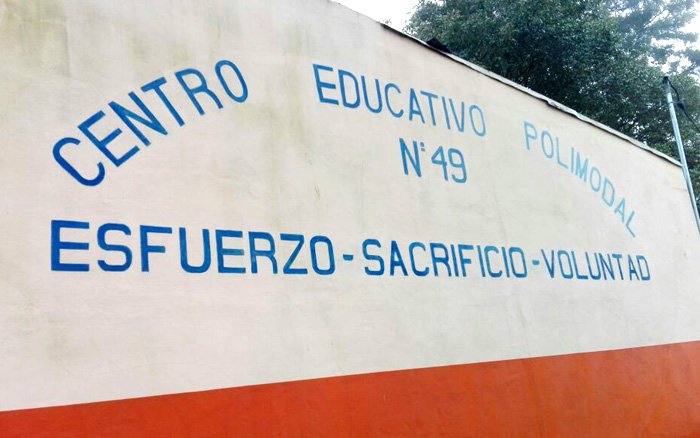 CENTRO EDUCATIVO POLIMODAL
N° 49
ESFUERZO-SACRIFICIO-VOLUNTAD